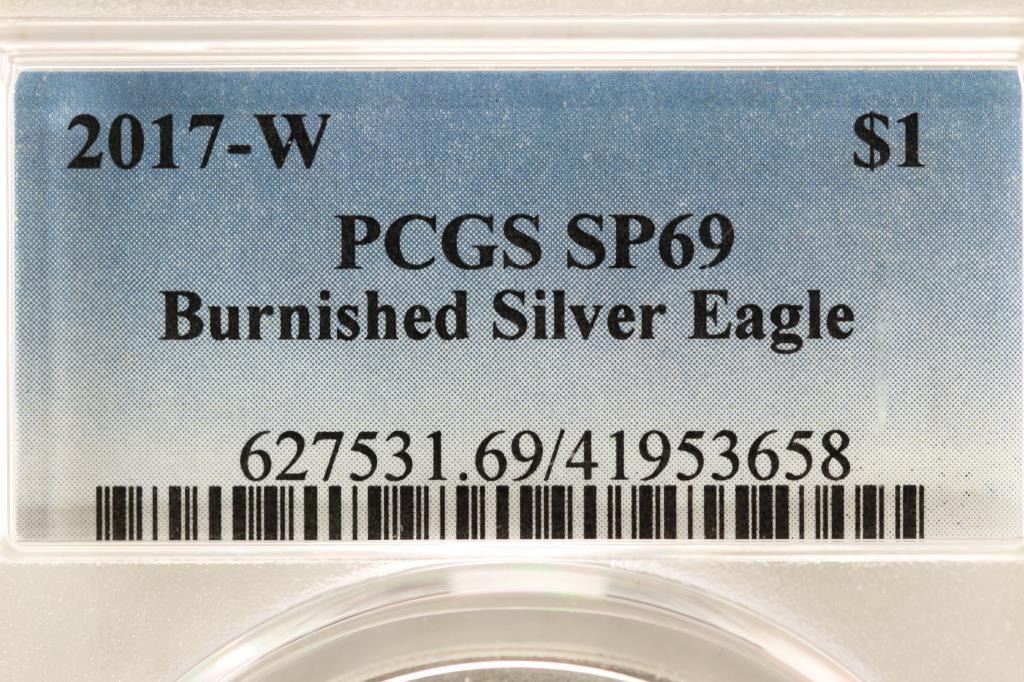 2017-W $1
PCGS SP69
Burnished Silver Eagle
627531.69/41953658